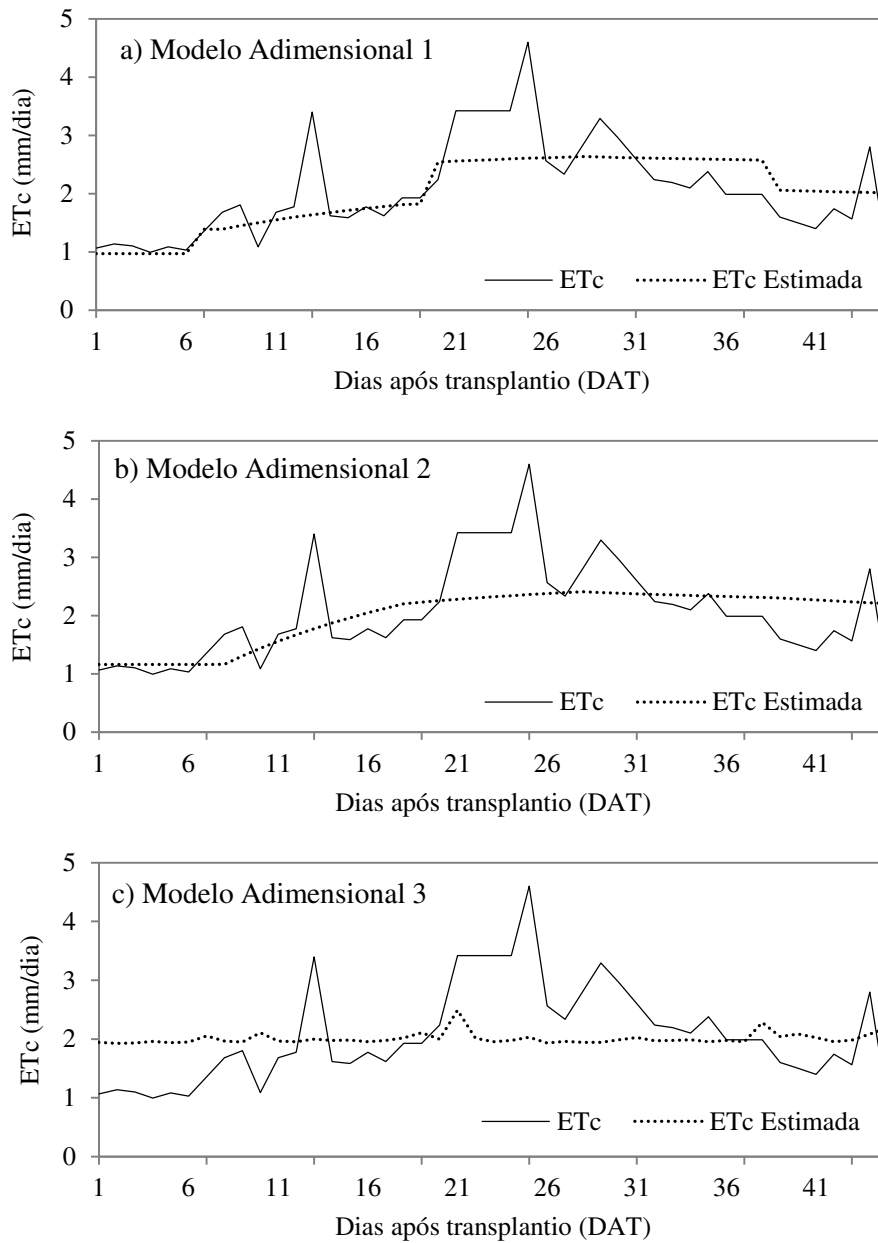 a) Modelo Adimensional 1
ETc (mm/dia)
5
4
3
2
1
0
ETc
ETc Estimada
1 6 11 16 21 26 31 36 41
Dias após transplantio (DAT)
b) Modelo Adimensional 2
ETc (mm/dia)
5
4
3
2
1
0
ETc
ETc Estimada
1 6 11 16 21 26 31 36 41
Dias após transplantio (DAT)
c) Modelo Adimensional 3
ETc (mm/dia)
5
4
3
2
1
0
ETc
ETc Estimada
1 6 11 16 21 26 31 36 41
Dias após transplantio (DAT)